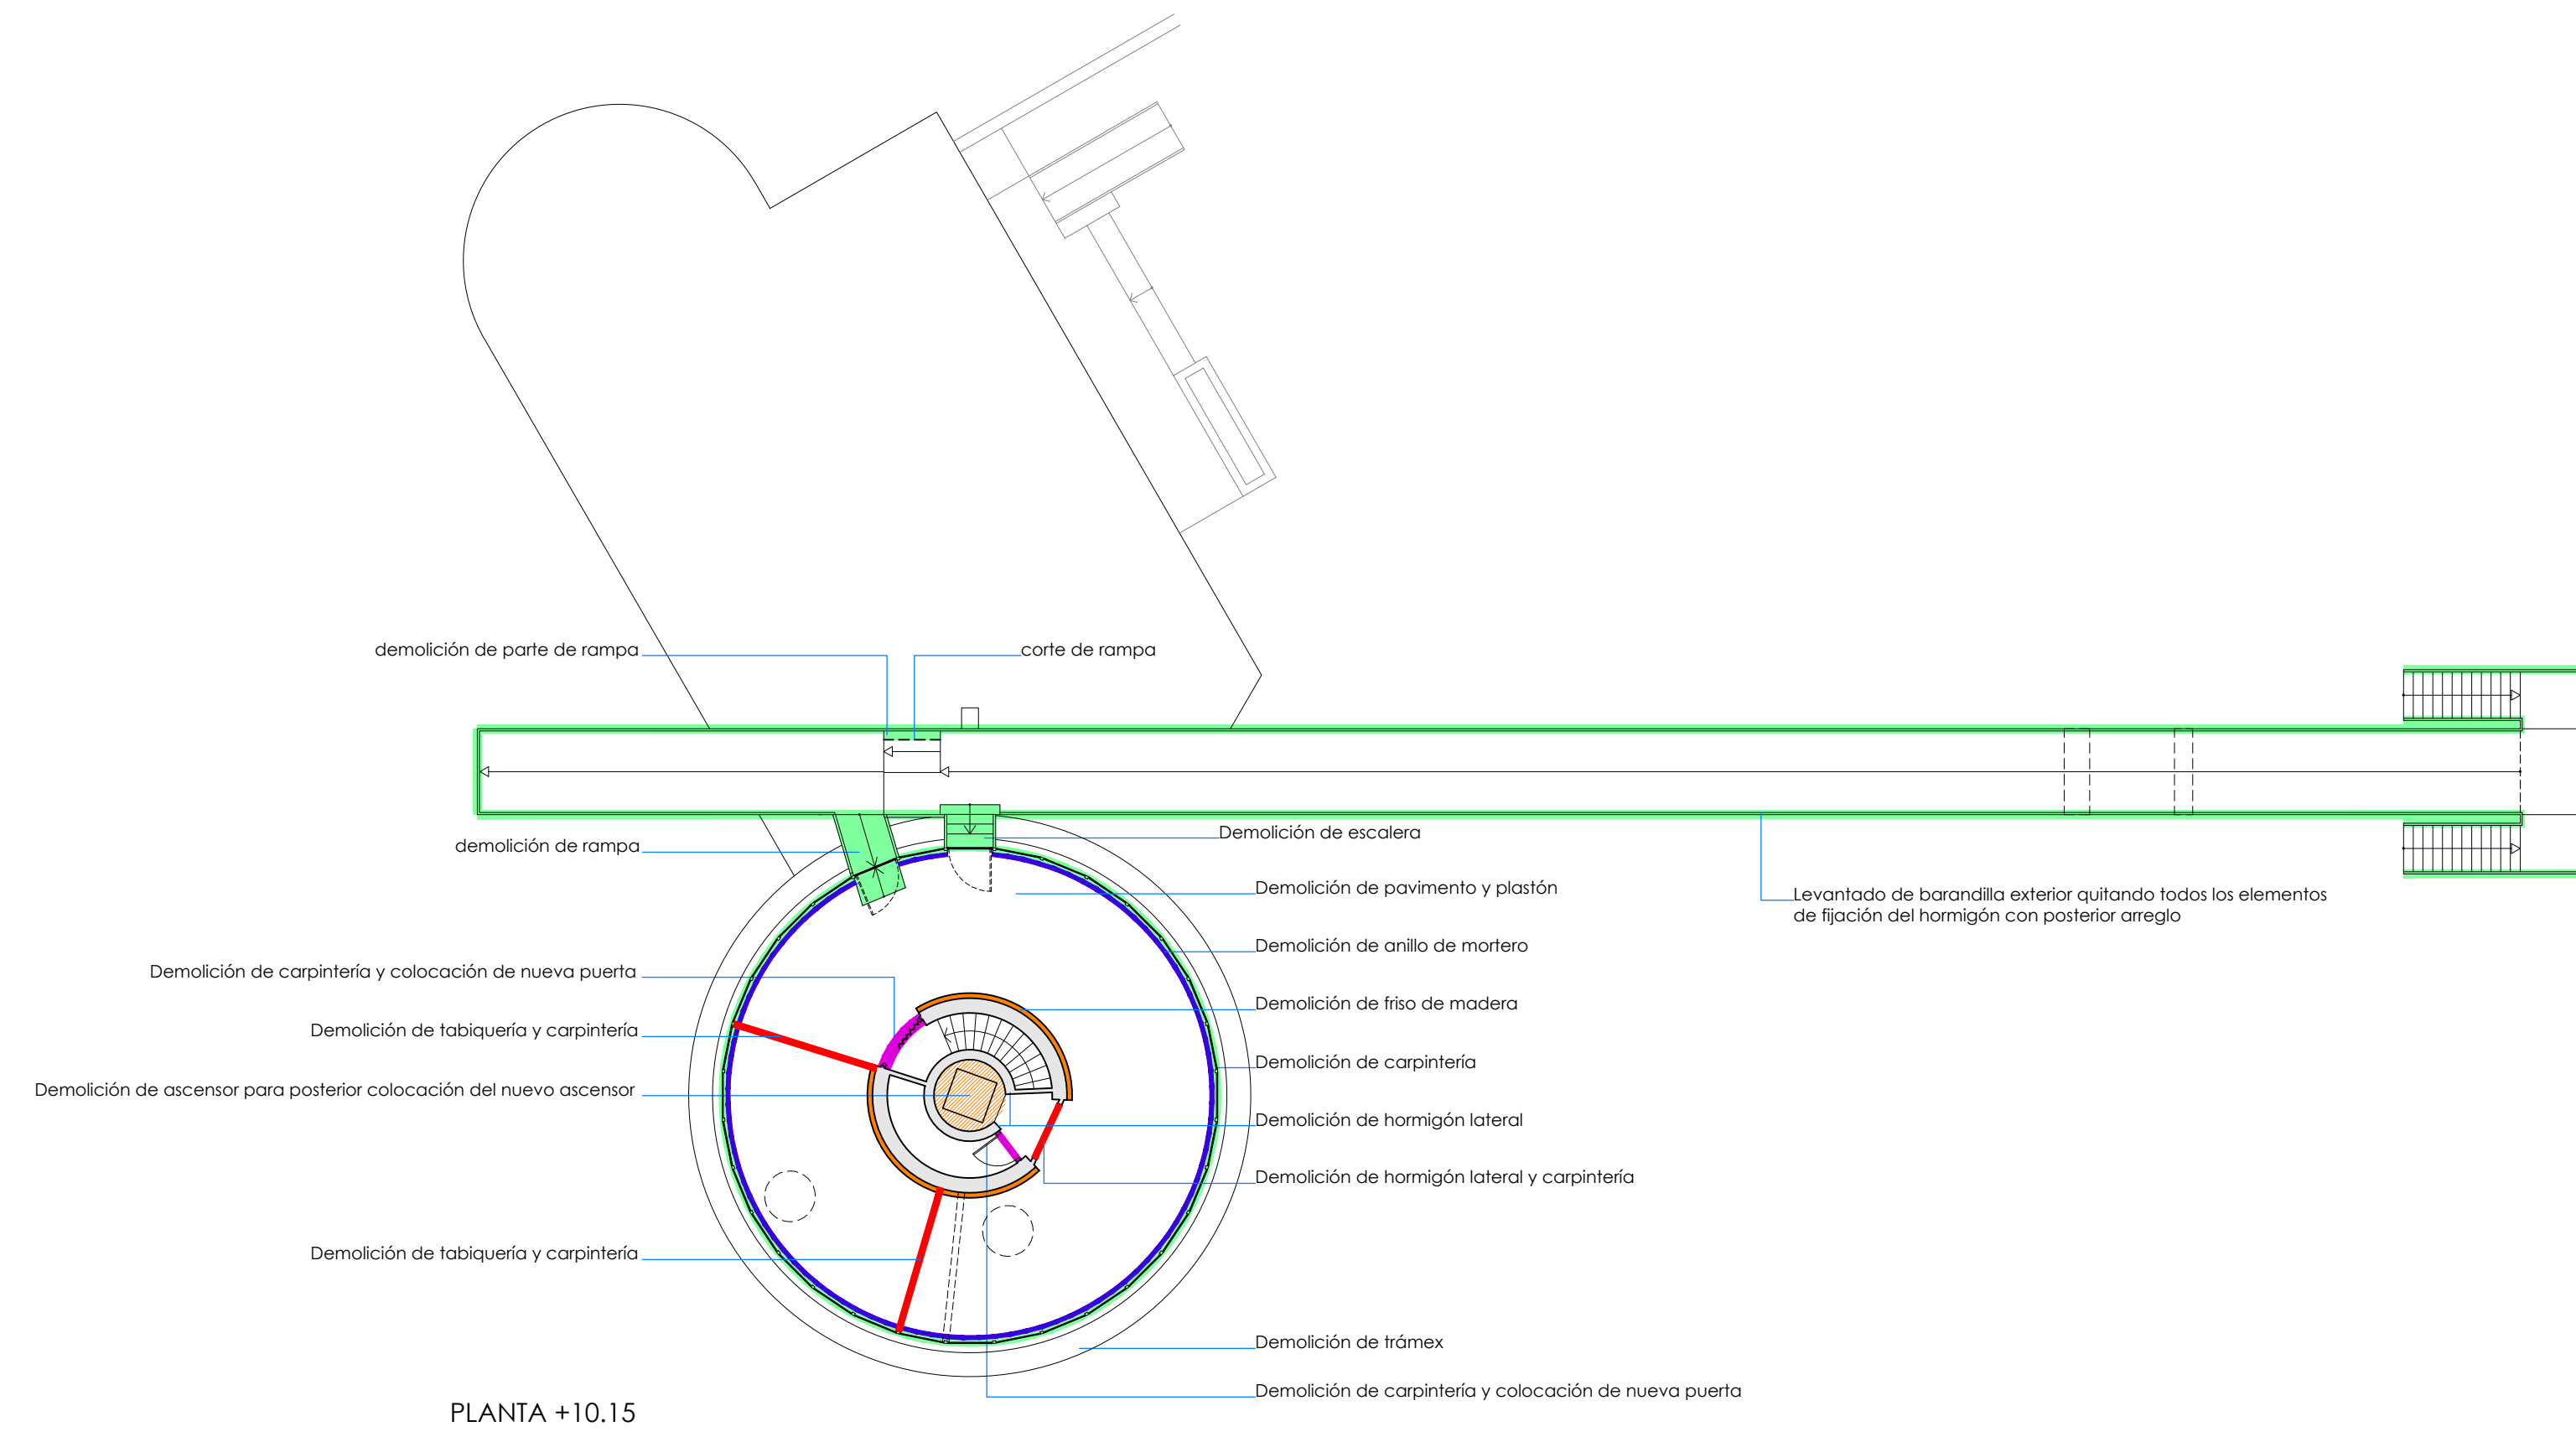 demolición de parte de rampa
corte de rampa
Demolición de escalera
demolición de rampa
Demolición de pavimento y plastón
Levantado de barandilla exterior quitando todos los elementos
de fijación del hormigón con posterior arreglo
Demolición de anillo de mortero
Demolición de carpintería y colocación de nueva puerta
Demolición de friso de madera
Demolición de tabiquería y carpintería
Demolición de carpintería
Demolición de ascensor para posterior colocación del nuevo ascensor
Demolición de hormigón lateral
Demolición de hormigón lateral y carpintería
Demolición de tabiquería y carpintería
Demolición de trámex
Demolición de carpintería y colocación de nueva puerta
PLANTA +10.15